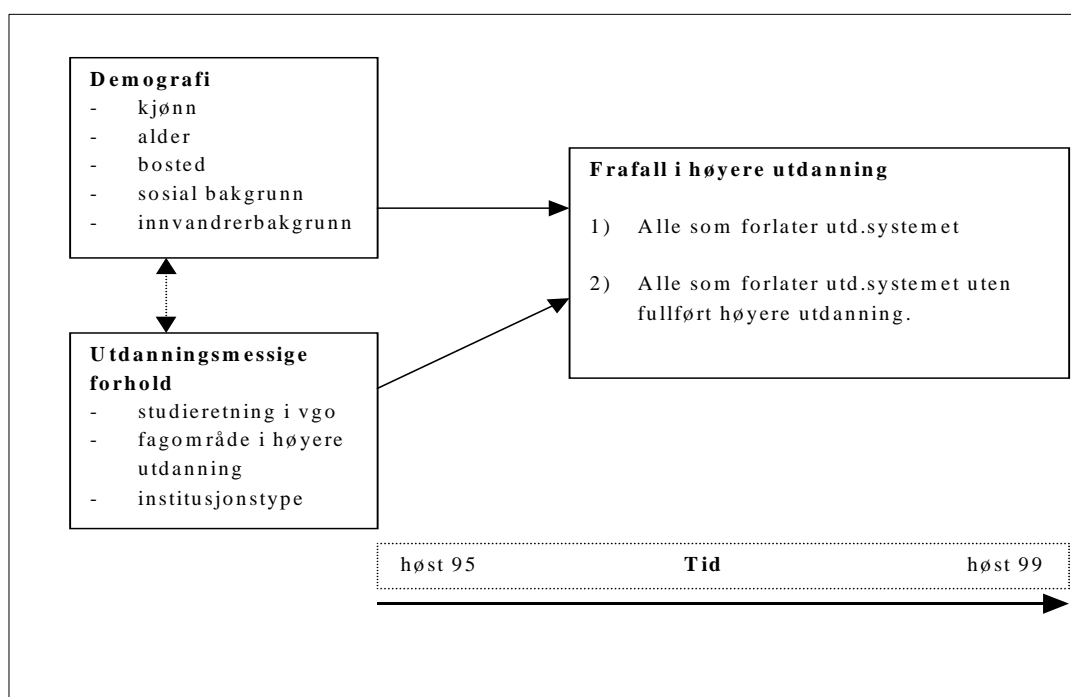 Demografi
- kjønn
- alder
- bosted
- sosial bakgrunn
- innvandrerbakgrunn
Utdanningsmessige
forhold
- studieretning i vgo
- fagområde i høyere
utdanning
- institusjonstype
Frafall i høyere utdanning
1) Alle som forlater utd.systemet
2) Alle som forlater utd.systemet uten
fullført høyere utdanning.
høst 95 Tid høst 99